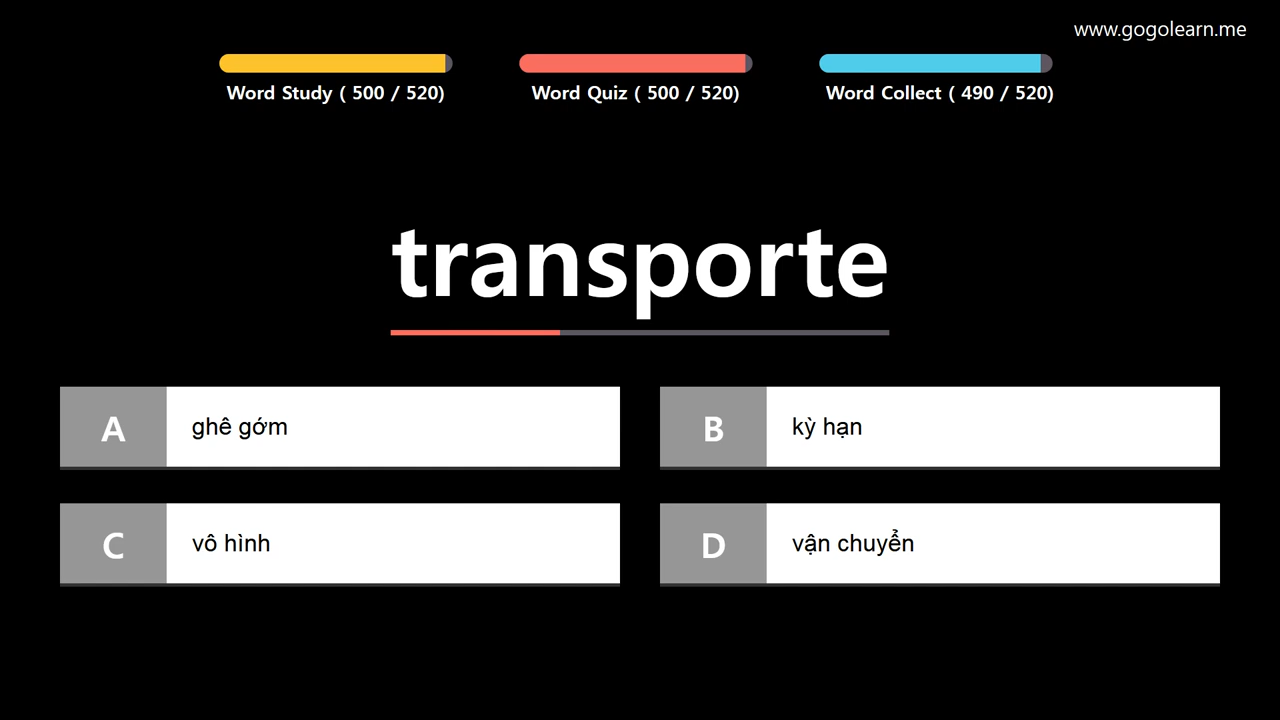 www.gogolearn.me
Word Study ( 500 / 520)
Word Quiz ( 500 / 520)
Word Collect ( 490 / 520)
transporte
A
ghê gớm
B
kỳ hạn
C
vô hình
D
vận chuyển